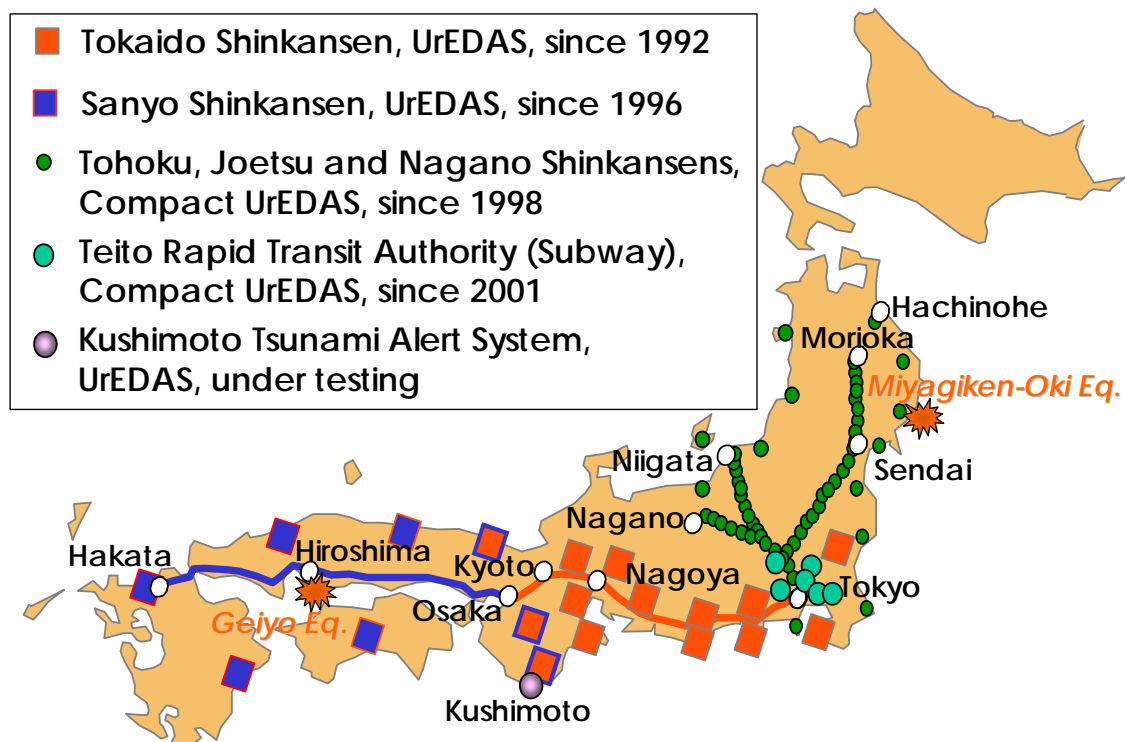 Tokaido Shinkansen, UrEDAS, since 1992
Sanyo Shinkansen, UrEDAS, since 1996
Tohoku, Joetsu and Nagano Shinkansens,
Compact UrEDAS, since 1998
Teito Rapid Transit Authority (Subway),
Compact UrEDAS, since 2001
Kushimoto Tsunami Alert System,
UrEDAS, under testing
Hachinohe
Morioka
Miyagiken-Oki Eq.
Niigata
Sendai
Nagano
Hakata
Hiroshima
Kyoto
Nagoya
Tokyo
Osaka
Geiyo Eq.
Kushimoto